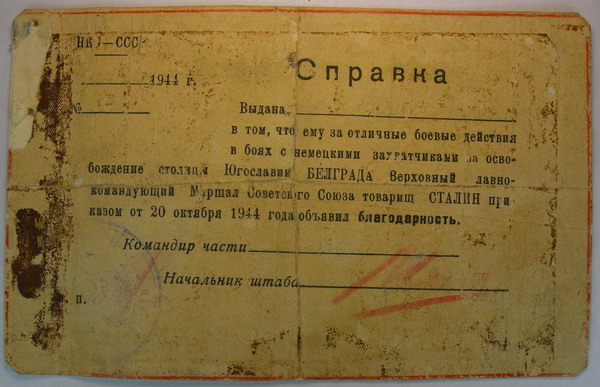 НКО—СССР
1944 г.
Справка
№
Выдана
в том, что ему за отличные боевые действия
в боях с немецкими захватчиками за осво-
бождение столицы Югославии БЕЛГРАДА Верховный лавно-
командующий Маршал Советского Союза товарищ СТАЛИН при-
казом от 20 октября 1944 года объявил благодарность.
Командир части
Начальник штаба
п.